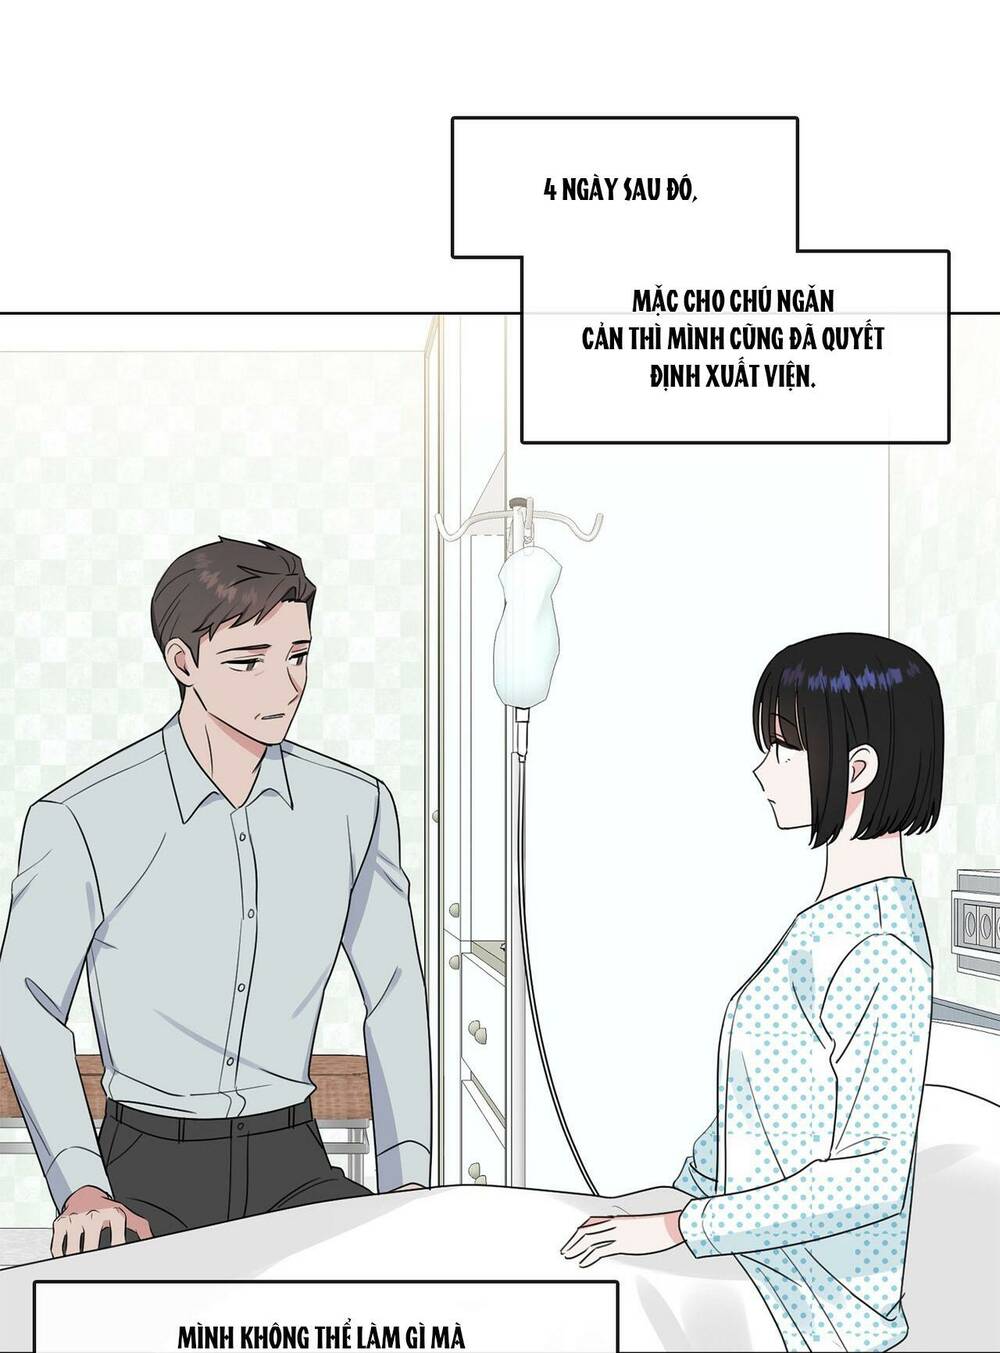 4 NGÀY SAU ĐÓ,
MẶC CHO CHÚ NGĂN
CẢN THÌ MÌNH CŨNG ĐÃ QUYẾT
ĐỊNH XUẤT VIỆN.
MÌNH KHÔNG THỂ LÀM GÌ MÀ